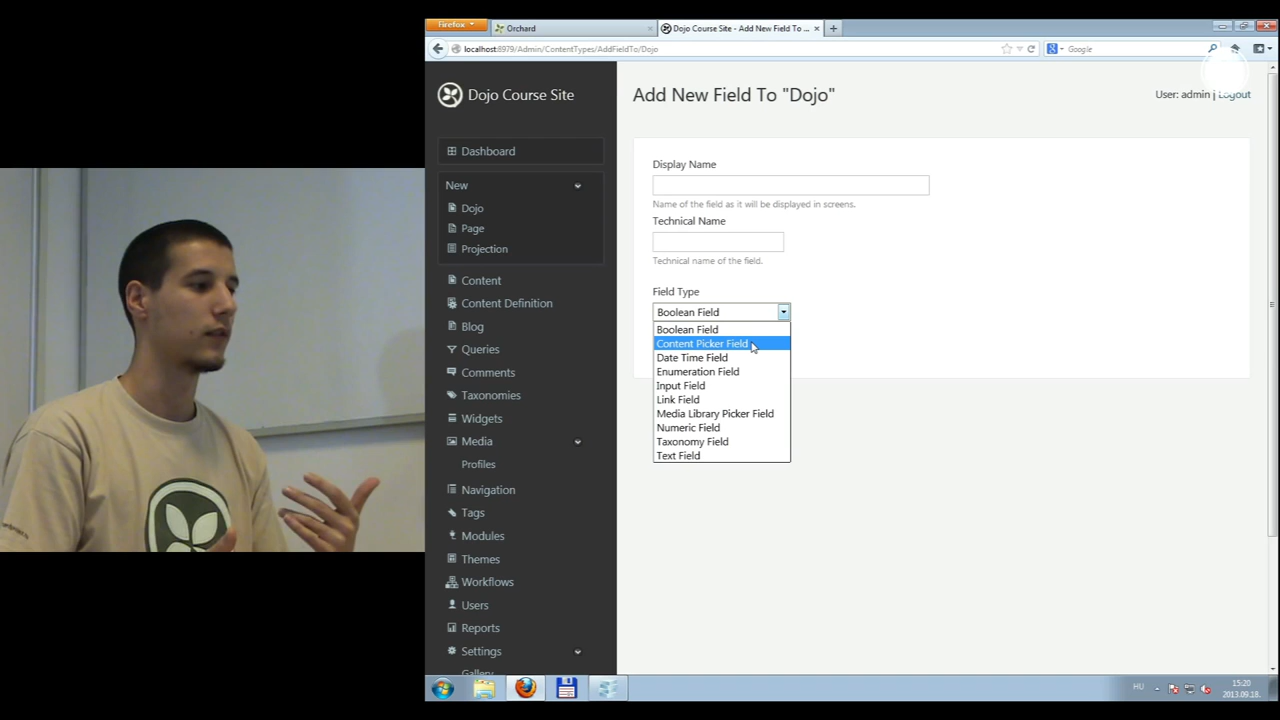 Firefox
Orchard
Dojo Course Site - Add New Field To "...
localhost:8979/Admin/ContentTypes/AddFieldTo/Dojo
Google
Dojo Course Site
Add New Field To "Dojo"
User: admin | Logout
Dashboard
New
Dojo
Page
Projection
Content
Content Definition
Blog
Queries
Comments
Taxonomies
Widgets
Media
Profiles
Navigation
Tags
Modules
Themes
Workflows
Users
Reports
Settings
Gallery
Display Name
Name of the field as it will be displayed in screens.
Technical Name
Technical name of the field.
Field Type
Boolean Field
Boolean Field
Content Picker Field
Date Time Field
Enumeration Field
Input Field
Link Field
Media Library Picker Field
Numeric Field
Taxonomy Field
Text Field
HU
15:20
2013.09.18.